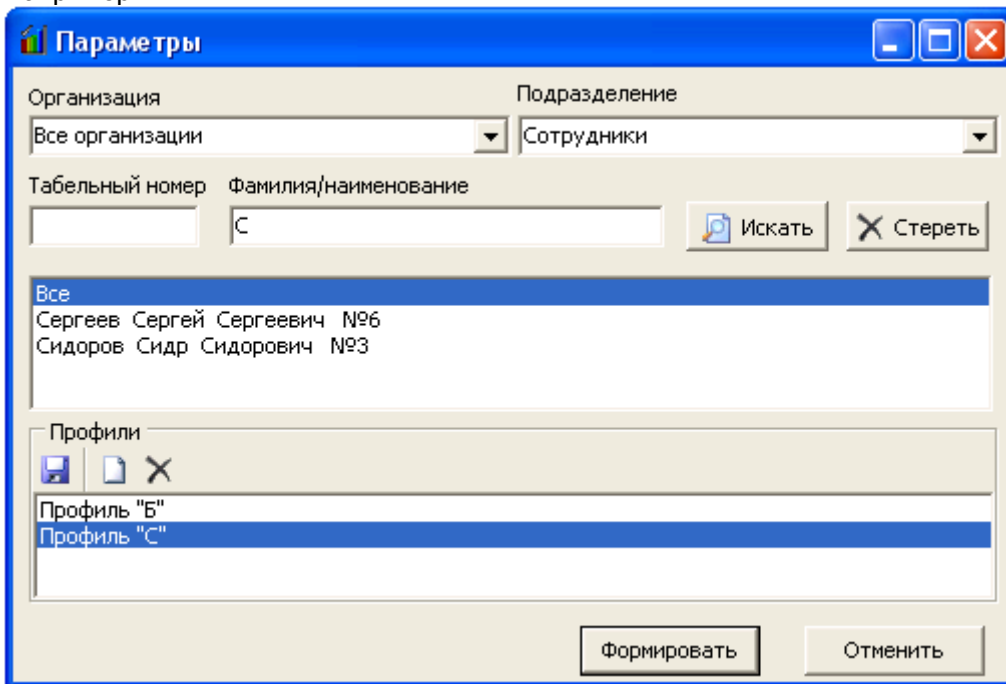 Параметры
Организация Подразделение
Все организации Сотрудники
Табельный номер Фамилия/наименование
С Искать Стереть
Все
Сергеев Сергей Сергеевич №6
Сидоров Сидр Сидорович №3
Профили
Профиль "Б"
Профиль "С"
Формировать Отменить